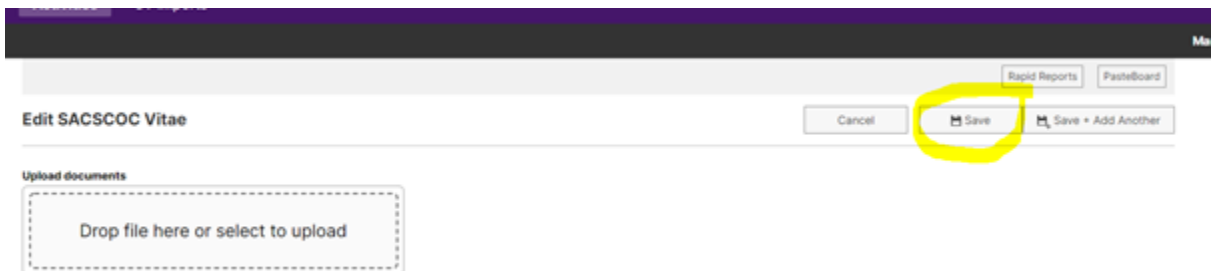 Rapid Reports PasteBoard
Edit SACSCOC Vitae Cancel Save Save + Add Another
Upload documents
Drop file here or select to upload